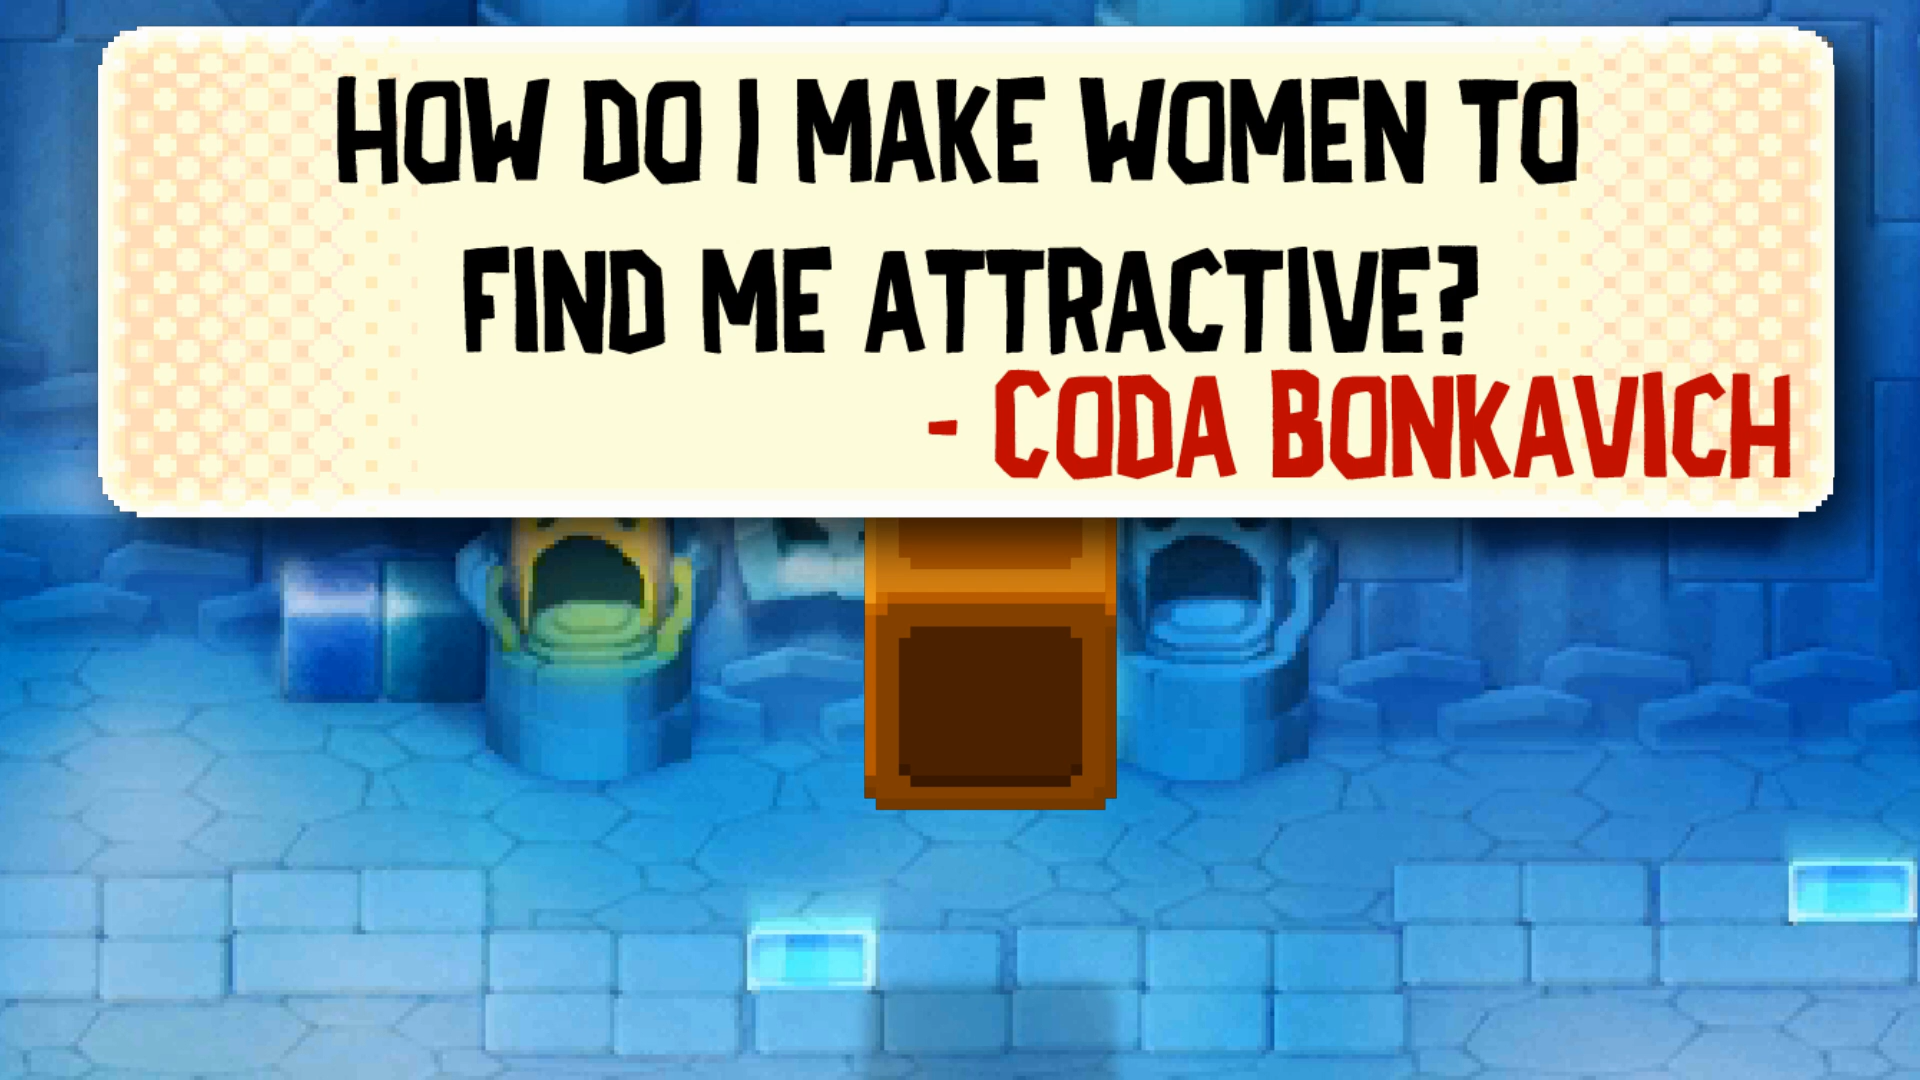 HOW DO I MAKE WOMEN TO
FIND ME ATTRACTIVE?
- CODA BONKAVICH